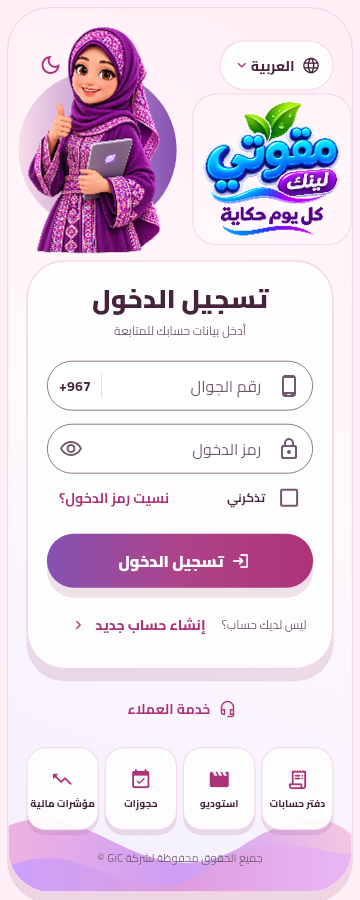 العربية
مقوتي
لينك
كل يوم حكاية
تسجيل الدخول
أدخل بيانات حسابك للمتابعة
رقم الجوال
+967
رمز الدخول
تذكرني
نسيت رمز الدخول؟
تسجيل الدخول
ليس لديك حساب؟
إنشاء حساب جديد
خدمة العملاء
دفتر حسابات
استوديو
حجوزات
مؤشرات مالية
جميع الحقوق محفوظة لشركة GiC ©